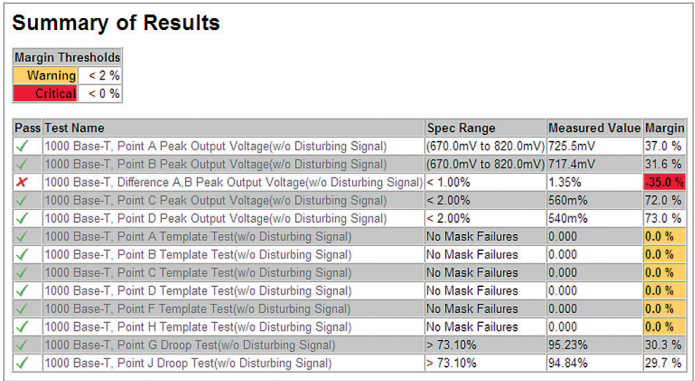 Summary of Results
Margin Thresholds
Warning < 2 %
Critical < 0 %
Pass Test Name Spec Range Measured Value Margin
1000 Base-T, Point A Peak Output Voltage(w/o Disturbing Signal) (670.0mV to 820.0mV) 725.5mV 37.0 %
1000 Base-T, Point B Peak Output Voltage(w/o Disturbing Signal) (670.0mV to 820.0mV) 717.4mV 31.6 %
1000 Base-T, Difference A,B Peak Output Voltage(w/o Disturbing Signal) < 1.00% 1.35% -35.0 %
1000 Base-T, Point C Peak Output Voltage(w/o Disturbing Signal) < 2.00% 560m% 72.0 %
1000 Base-T, Point D Peak Output Voltage(w/o Disturbing Signal) < 2.00% 540m% 73.0 %
1000 Base-T, Point A Template Test(w/o Disturbing Signal) No Mask Failures 0.000 0.0 %
1000 Base-T, Point B Template Test(w/o Disturbing Signal) No Mask Failures 0.000 0.0 %
1000 Base-T, Point C Template Test(w/o Disturbing Signal) No Mask Failures 0.000 0.0 %
1000 Base-T, Point D Template Test(w/o Disturbing Signal) No Mask Failures 0.000 0.0 %
1000 Base-T, Point F Template Test(w/o Disturbing Signal) No Mask Failures 0.000 0.0 %
1000 Base-T, Point H Template Test(w/o Disturbing Signal) No Mask Failures 0.000 0.0 %
1000 Base-T, Point G Droop Test(w/o Disturbing Signal) > 73.10% 95.23% 30.3 %
1000 Base-T, Point J Droop Test(w/o Disturbing Signal) > 73.10% 94.84% 29.7 %